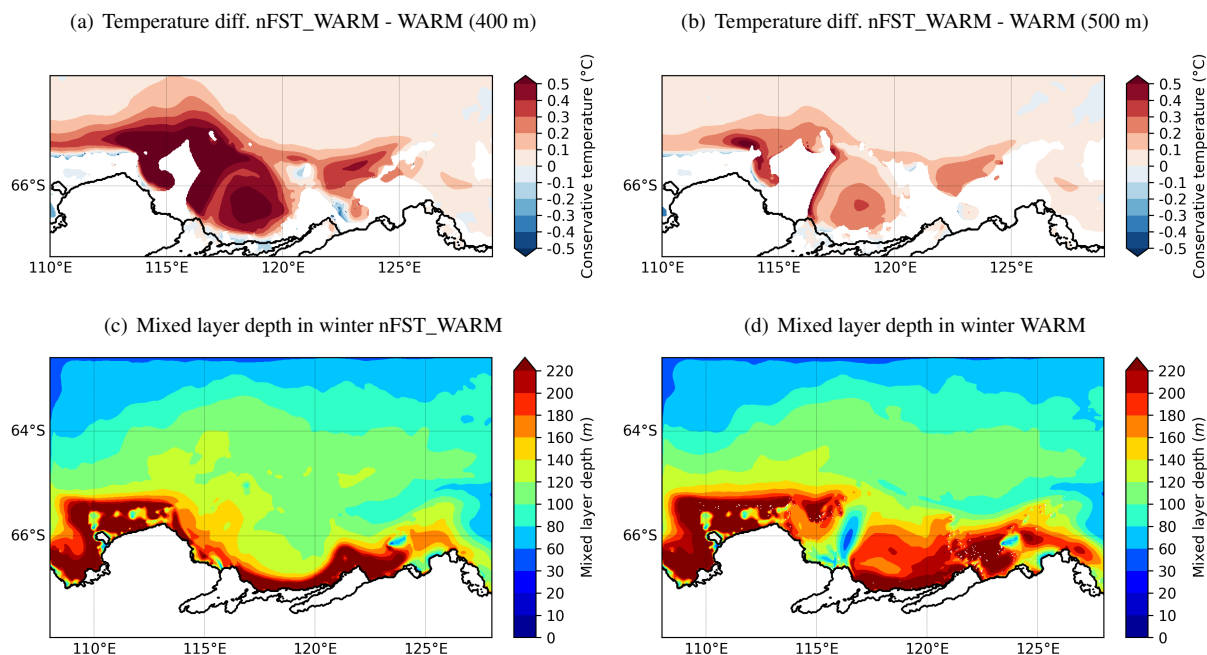 (a) Temperature diff. nFST_WARM - WARM (400 m)
(b) Temperature diff. nFST_WARM - WARM (500 m)
0.5
0.4
0.3
0.2
0.1
0
-0.1
-0.2
-0.3
-0.4
-0.5
Conservative temperature (°C)
66°S
110°E
115°E
120°E
125°E
0.5
0.4
0.3
0.2
0.1
0
-0.1
-0.2
-0.3
-0.4
-0.5
Conservative temperature (°C)
66°S
110°E
115°E
120°E
125°E
(c) Mixed layer depth in winter nFST_WARM
(d) Mixed layer depth in winter WARM
220
200
180
160
140
120
100
80
60
30
20
10
0
Mixed layer depth (m)
64°S
66°S
110°E
115°E
120°E
125°E
220
200
180
160
140
120
100
80
60
30
20
10
0
Mixed layer depth (m)
64°S
66°S
110°E
115°E
120°E
125°E